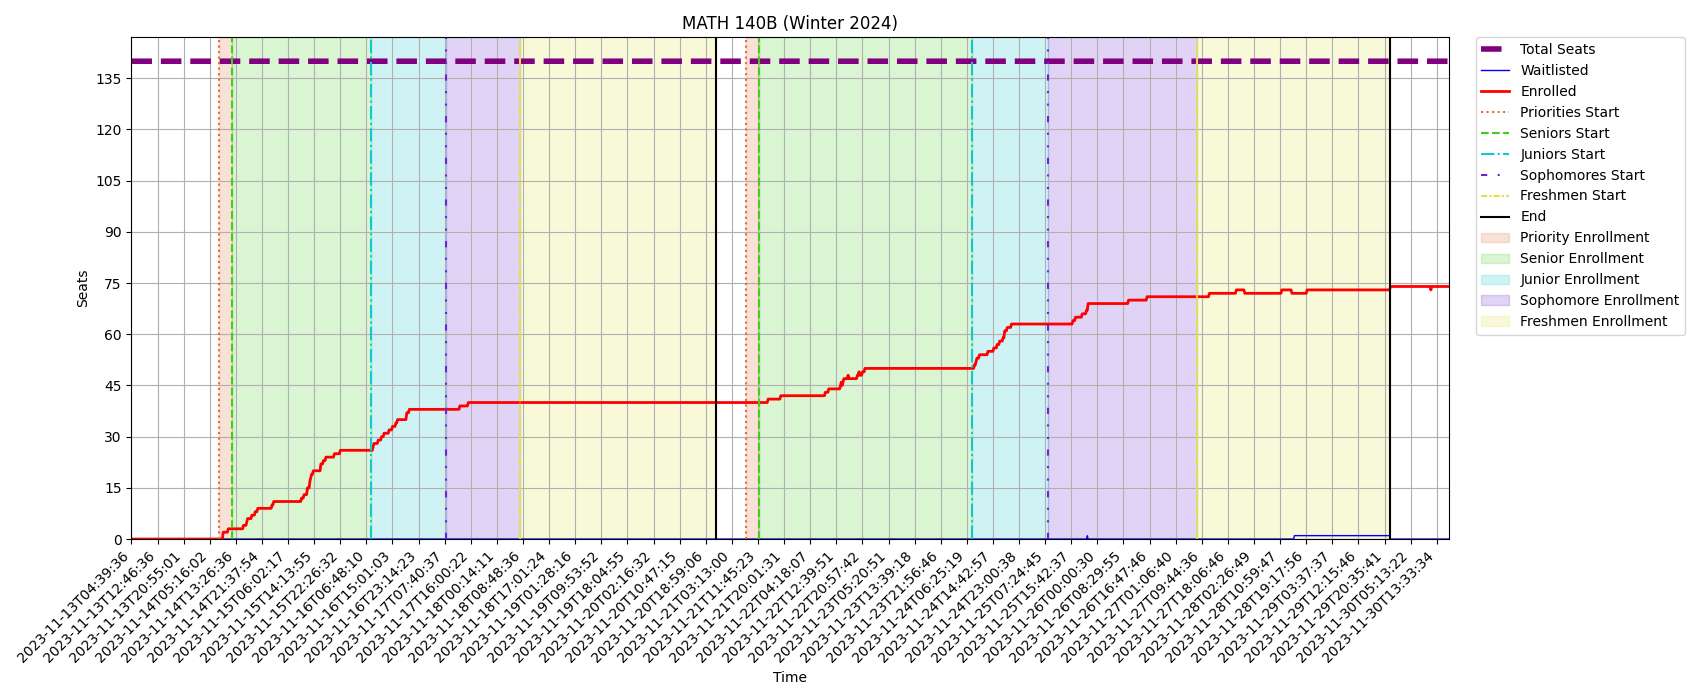 MATH 140B (Winter 2024)
Seats
135
120
105
90
75
60
45
30
15
0
2023-11-13T04:39:36
2023-11-13T12:46:36
2023-11-13T20:55:01
2023-11-14T05:16:02
2023-11-14T13:26:36
2023-11-14T21:37:54
2023-11-15T06:02:17
2023-11-15T14:13:55
2023-11-15T22:26:32
2023-11-16T06:48:10
2023-11-16T15:01:03
2023-11-16T23:14:23
2023-11-17T07:40:37
2023-11-17T16:00:22
2023-11-18T00:14:11
2023-11-18T08:48:36
2023-11-18T17:01:24
2023-11-19T01:28:16
2023-11-19T09:53:52
2023-11-19T18:04:55
2023-11-20T02:16:32
2023-11-20T10:47:15
2023-11-20T18:59:06
2023-11-21T03:13:00
2023-11-21T11:45:23
2023-11-21T20:01:31
2023-11-22T04:18:07
2023-11-22T12:39:51
2023-11-22T20:57:42
2023-11-23T05:20:51
2023-11-23T13:39:18
2023-11-23T21:56:46
2023-11-24T06:25:19
2023-11-24T14:42:57
2023-11-24T23:00:38
2023-11-25T07:24:45
2023-11-25T15:42:37
2023-11-26T00:00:30
2023-11-26T08:29:55
2023-11-26T16:47:46
2023-11-27T01:06:40
2023-11-27T09:44:36
2023-11-27T18:06:46
2023-11-28T02:26:49
2023-11-28T10:59:47
2023-11-28T19:17:56
2023-11-29T03:37:37
2023-11-29T12:15:46
2023-11-29T20:35:41
2023-11-30T05:13:22
2023-11-30T13:33:34
Time
Total Seats
Waitlisted
Enrolled
Priorities Start
Seniors Start
Juniors Start
Sophomores Start
Freshmen Start
End
Priority Enrollment
Senior Enrollment
Junior Enrollment
Sophomore Enrollment
Freshmen Enrollment